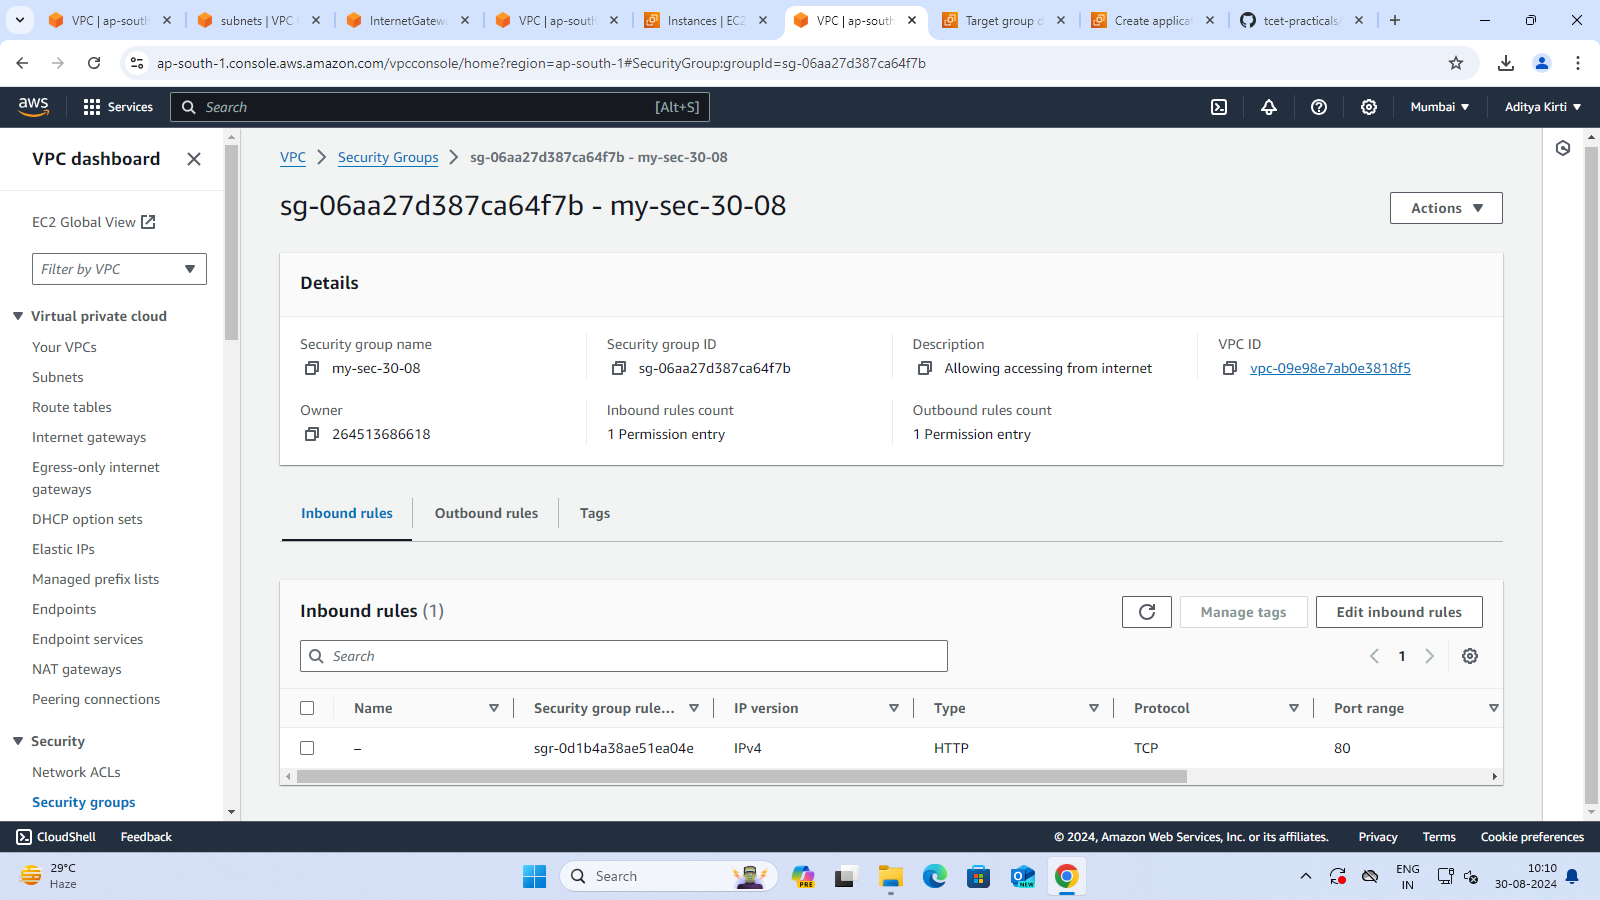 VPC | ap-south
subnets | VPC
InternetGatewa
VPC | ap-south
Instances | EC2
VPC | ap-south
Target group d
Create applica
tcet-practicals
ap-south-1.console.aws.amazon.com/vpcconsole/home?region=ap-south-1#SecurityGroup:groupId=sg-06aa27d387ca64f7b
aws
Services
Search
[Alt+S]
Mumbai
Aditya Kirti
VPC dashboard
EC2 Global View
Filter by VPC
Virtual private cloud
Your VPCs
Subnets
Route tables
Internet gateways
Egress-only internet
gateways
DHCP option sets
Elastic IPs
Managed prefix lists
Endpoints
Endpoint services
NAT gateways
Peering connections
Security
Network ACLs
Security groups
VPC
Security Groups
sg-06aa27d387ca64f7b - my-sec-30-08
sg-06aa27d387ca64f7b - my-sec-30-08
Actions
Details
Security group name
my-sec-30-08
Security group ID
sg-06aa27d387ca64f7b
Description
Allowing accessing from internet
VPC ID
vpc-09e98e7ab0e3818f5
Owner
264513686618
Inbound rules count
1 Permission entry
Outbound rules count
1 Permission entry
Inbound rules
Outbound rules
Tags
Inbound rules (1)
Manage tags
Edit inbound rules
Search
1
Name
Security group rule...
IP version
Type
Protocol
Port range
–
sgr-0d1b4a38ae51ea04e
IPv4
HTTP
TCP
80
CloudShell
Feedback
© 2024, Amazon Web Services, Inc. or its affiliates.
Privacy
Terms
Cookie preferences
29°C
Haze
Search
PRE
NEW
ENG
IN
10:10
30-08-2024